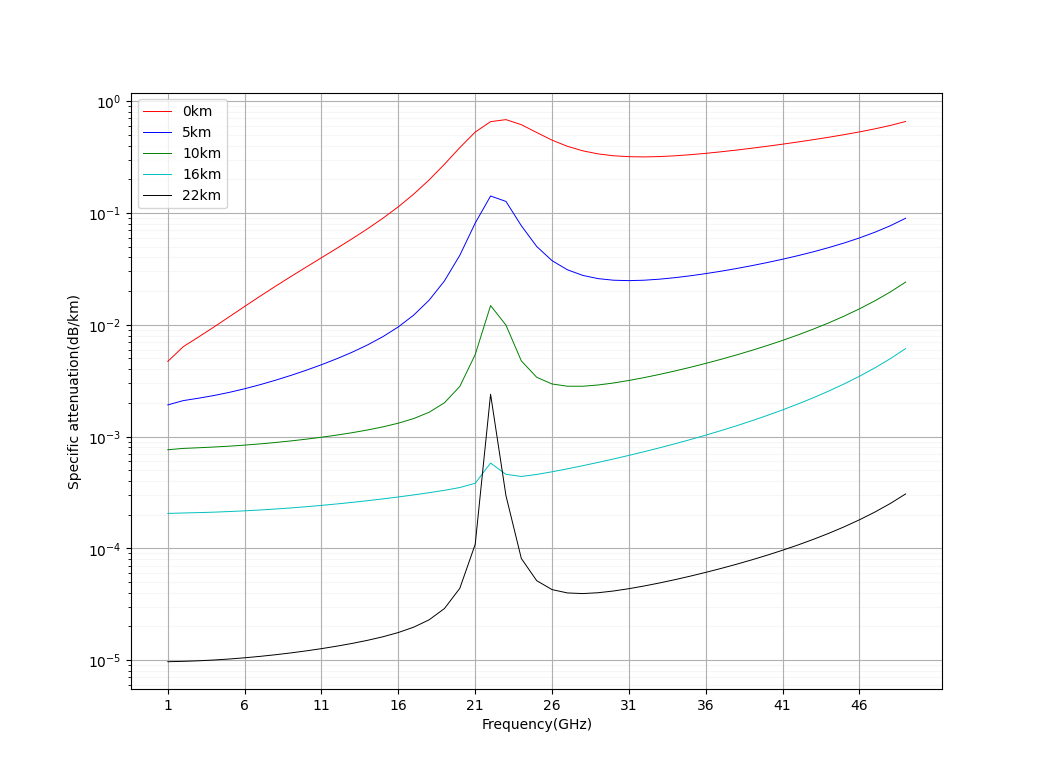 10⁰
10⁻¹
10⁻²
10⁻³
10⁻⁴
10⁻⁵
Specific attenuation(dB/km)
0km
5km
10km
16km
22km
1 6 11 16 21 26 31 36 41 46
Frequency(GHz)